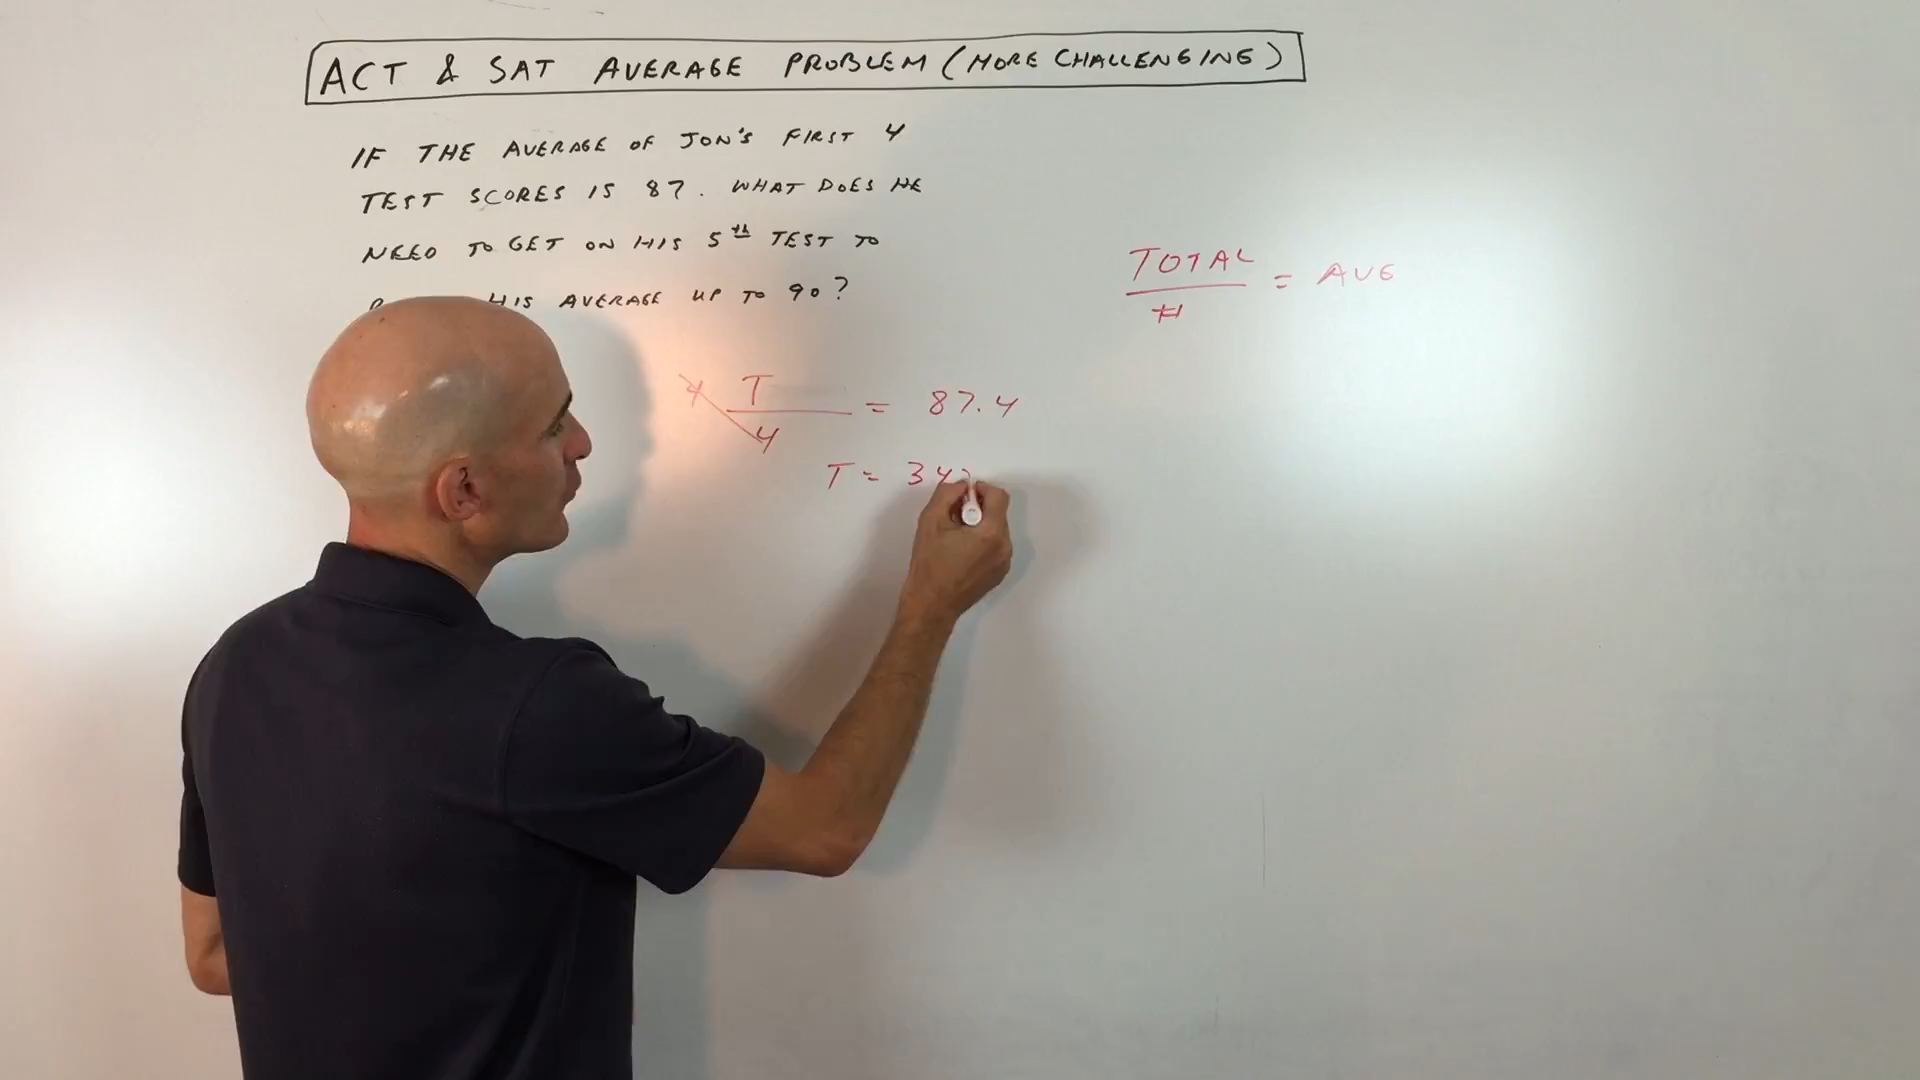 ACT & SAT AVERAGE PROBLEM (MORE CHALLENGING)
IF THE AVERAGE OF JON'S FIRST 4
TEST SCORES IS 87. WHAT DOES HE
NEED TO GET ON HIS 5th TEST TO
HIS AVERAGE UP TO 90?
TOTAL
/ # = AVG
4 T
/ 4 = 87.4
T = 34